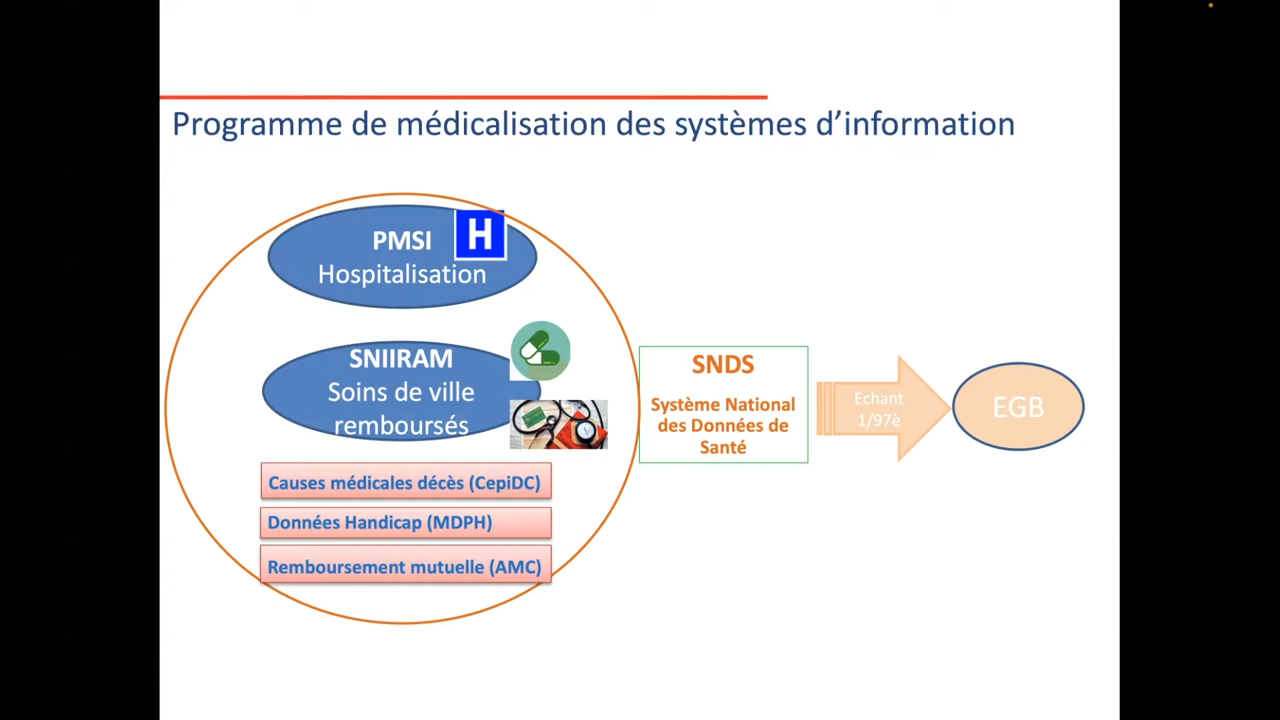 Programme de médicalisation des systèmes d’information
PMSI
H
Hospitalisation
SNIIRAM
Soins de ville
remboursés
Causes médicales décès (CepiDC)
Données Handicap (MDPH)
Remboursement mutuelle (AMC)
SNDS
Système National
des Données de
Santé
Echant
1/97è
EGB